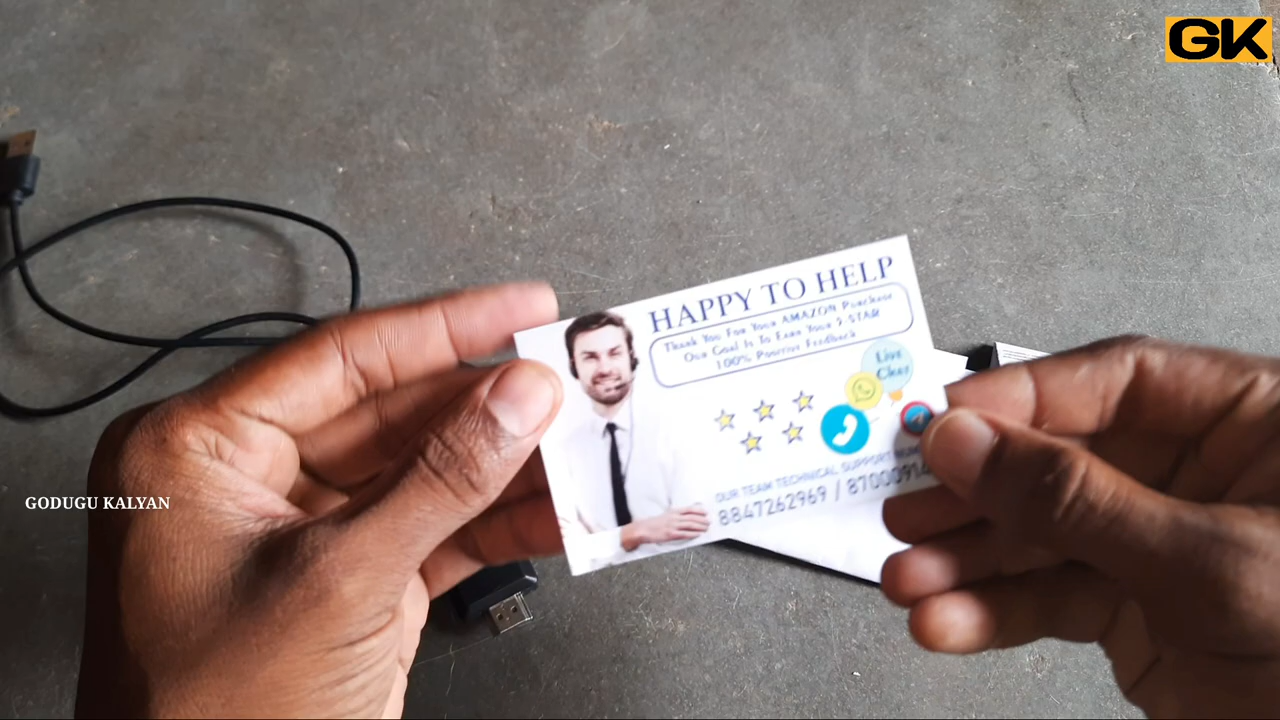 GK
HAPPY TO HELP
Thank You For Your AMAZON Purchase
Our Goal Is To Earn Your 5 STAR
100% Positive Feedback
Live
Chat
OUR TEAM TECHNICAL SUPPORT
8847262969 /
GODUGU KALYAN